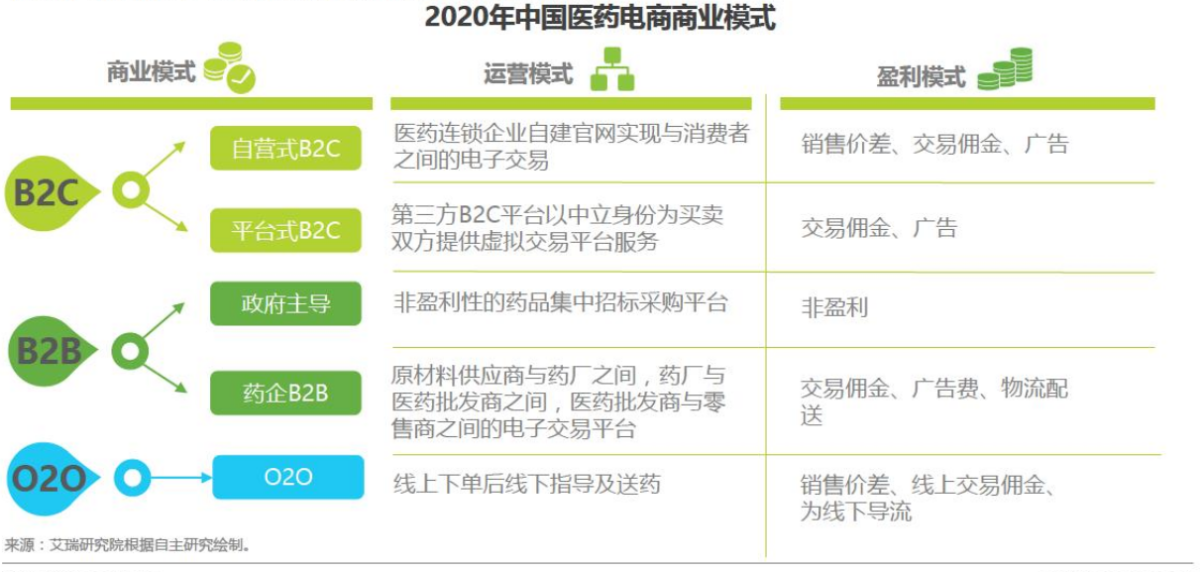 2020年中国医药电商商业模式
商业模式
运营模式
盈利模式
B2C
自营式B2C
医药连锁企业自建官网实现与消费者
之间的电子交易
销售价差、交易佣金、广告
平台式B2C
第三方B2C平台以中立身份为买卖
双方提供虚拟交易平台服务
交易佣金、广告
B2B
政府主导
非盈利性的药品集中招标采购平台
非盈利
药企B2B
原材料供应商与药厂之间，药厂与
医药批发商之间，医药批发商与零
售商之间的电子交易平台
交易佣金、广告费、物流配
送
O2O
O2O
线上下单后线下指导及送药
销售价差、线上交易佣金、
为线下导流
来源：艾瑞研究院根据自主研究绘制。